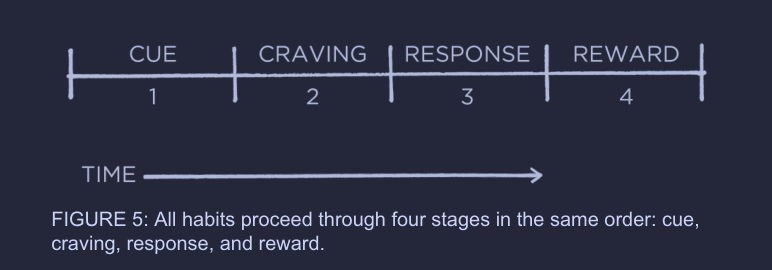 CUE CRAVING RESPONSE REWARD
1 2 3 4
TIME
FIGURE 5: All habits proceed through four stages in the same order: cue,
craving, response, and reward.